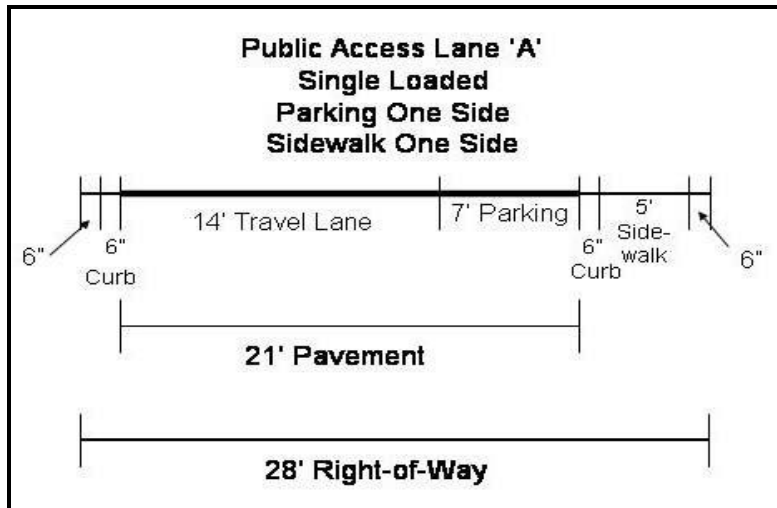 Public Access Lane 'A'
Single Loaded
Parking One Side
Sidewalk One Side
14' Travel Lane
7' Parking
5'
Side-
walk
6"
6"
Curb
6"
Curb
6"
21' Pavement
28' Right-of-Way